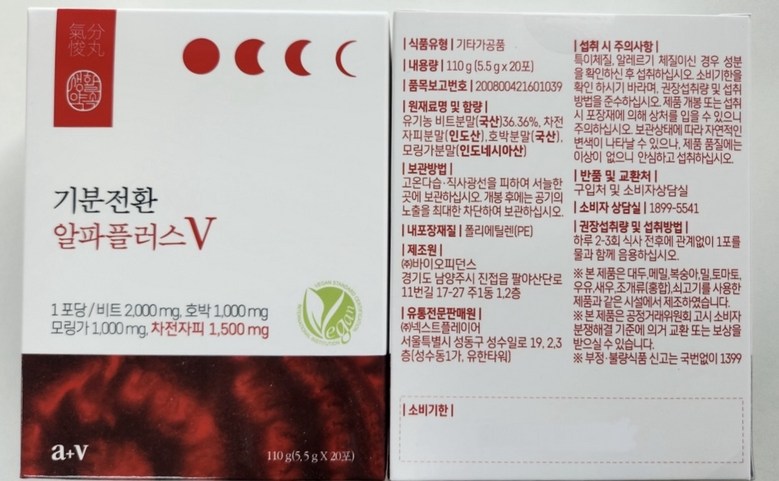 氣分
悛丸
생활
약속
기분전환
알파플러스V
1포당/비트 2,000mg, 호박 1,000mg
모링가 1,000mg, 차전자피 1,500mg
Vegan
a+v
110g(5.5g X 20포)
| 식품유형 | 기타가공품
| 내용량 | 110g (5.5g x 20포)
| 품목보고번호 | 200800421601039
| 원재료명 및 함량 |
유기농 비트분말(국산)36.36%, 차전
자피분말(인도산), 호박분말(국산),
모링가분말(인도네시아산)
| 보관방법 |
고온다습·직사광선을 피하여 서늘한
곳에 보관하십시오. 개봉 후에는 공기의
노출을 최대한 차단하여 보관하십시오.
| 내포장재질 | 폴리에틸렌(PE)
| 제조원 |
㈜바이오피던스
경기도 남양주시 진접읍 팔야산단로
11번길 17-27 주1동 1,2층
| 유통전문판매원 |
㈜넥스트플레이어
서울특별시 성동구 성수일로 19, 2,3
층(성수동1가, 유한타워)
| 소비기한 |
| 섭취 시 주의사항 |
특이체질, 알레르기 체질이신 경우 성분
을 확인하신 후 섭취하십시오. 소비기한을
확인 하시기 바라며, 권장섭취량 및 섭취
방법을 준수하십시오. 제품 개봉 또는 섭취
시 포장재에 의해 상처를 입을 수 있으니
주의하십시오. 보관상태에 따라 자연적인
변색이 나타날 수 있으나, 제품 품질에는
이상이 없으니 안심하고 섭취하십시오.
| 반품 및 교환처 |
구입처 및 소비자상담실
| 소비자 상담실 | 1899-5541
| 권장섭취량 및 섭취방법 |
하루 2-3회 식사 전후에 관계없이 1포를
물과 함께 음용하십시오.
※ 본 제품은 대두, 메밀, 복숭아, 밀, 토마토,
우유, 새우, 조개류(홍합), 쇠고기를 사용한
제품과 같은 시설에서 제조하였습니다.
※ 본 제품은 공정거래위원회 고시 소비자
분쟁해결 기준에 의거 교환 또는 보상을
받으실 수 있습니다.
※ 부정·불량식품 신고는 국번없이 1399